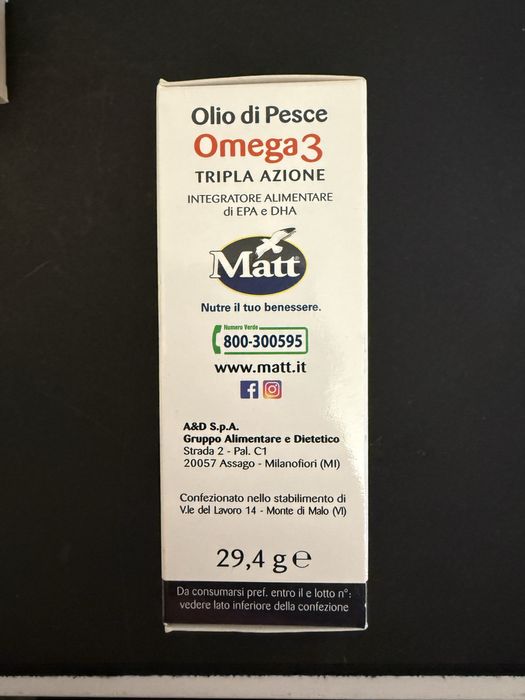 Olio di Pesce
Omega3
TRIPLA AZIONE
INTEGRATORE ALIMENTARE
di EPA e DHA
Matt®
Nutre il tuo benessere.
Numero Verde
800-300595
www.matt.it
A&D S.p.A.
Gruppo Alimentare e Dietetico
Strada 2 - Pal. C1
20057 Assago - Milanofiori (MI)
Confezionato nello stabilimento di
V.le del Lavoro 14 - Monte di Malo (VI)
29,4 g ℮
Da consumarsi pref. entro il e lotto n°:
vedere lato inferiore della confezione